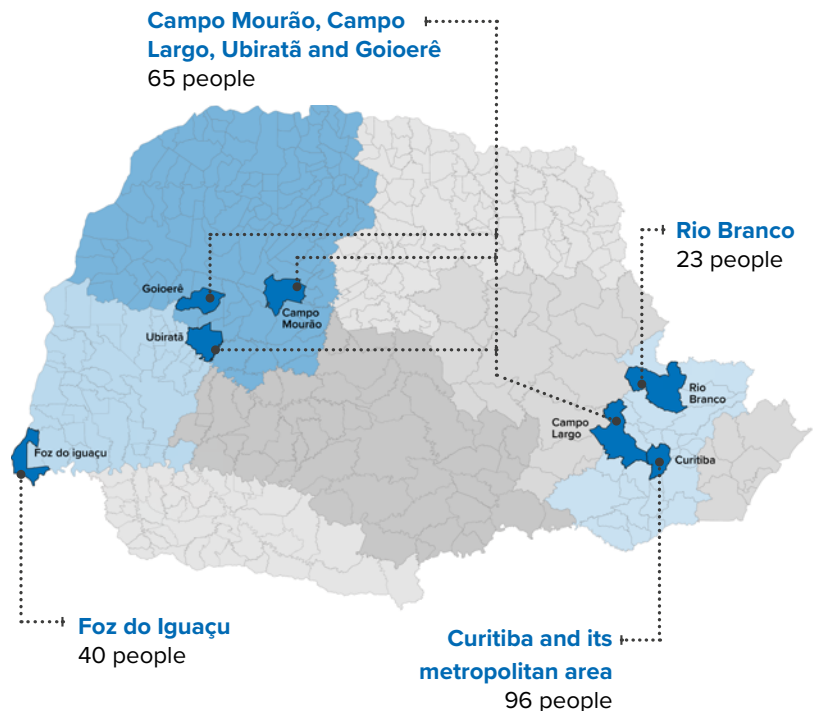 Campo Mourão, Campo
Largo, Ubiratã and Goioerê
65 people
Rio Branco
23 people
Goioerê
Campo
Mourão
Ubiratã
Rio
Branco
Campo
Largo
Curitiba
Foz do iguaçu
Foz do Iguaçu
40 people
Curitiba and its
metropolitan area
96 people